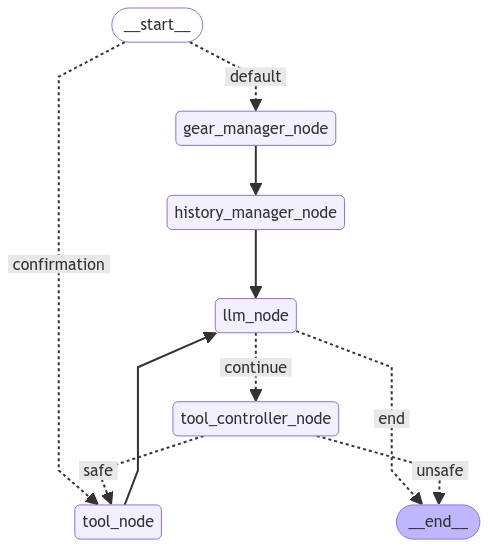 __start__
default
gear_manager_node
history_manager_node
confirmation
llm_node
continue
tool_controller_node
end
safe
unsafe
tool_node
__end__